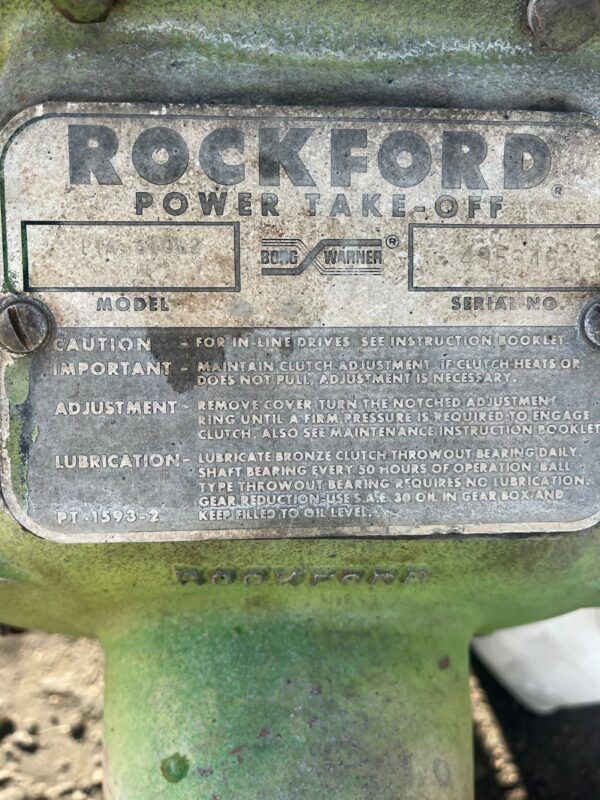 ROCKFORD ®
POWER TAKE-OFF
BORG WARNER ®
MODEL
SERIAL NO.
CAUTION - FOR IN-LINE DRIVES SEE INSTRUCTION BOOKLET.
IMPORTANT - MAINTAIN CLUTCH ADJUSTMENT. IF CLUTCH HEATS OR
DOES NOT PULL, ADJUSTMENT IS NECESSARY.
ADJUSTMENT - REMOVE COVER TURN THE NOTCHED ADJUSTMENT
RING UNTIL A FIRM PRESSURE IS REQUIRED TO ENGAGE
CLUTCH. ALSO SEE MAINTENANCE INSTRUCTION BOOKLET
LUBRICATION - LUBRICATE BRONZE CLUTCH THROWOUT BEARING DAILY.
SHAFT BEARING EVERY 50 HOURS OF OPERATION. BALL
TYPE THROWOUT BEARING REQUIRES NO LUBRICATION.
GEAR REDUCTION-USE S.A.E. 30 OIL IN GEAR BOX AND
PT-1593-2 KEEP FILLED TO OIL LEVEL.
ROCKFORD